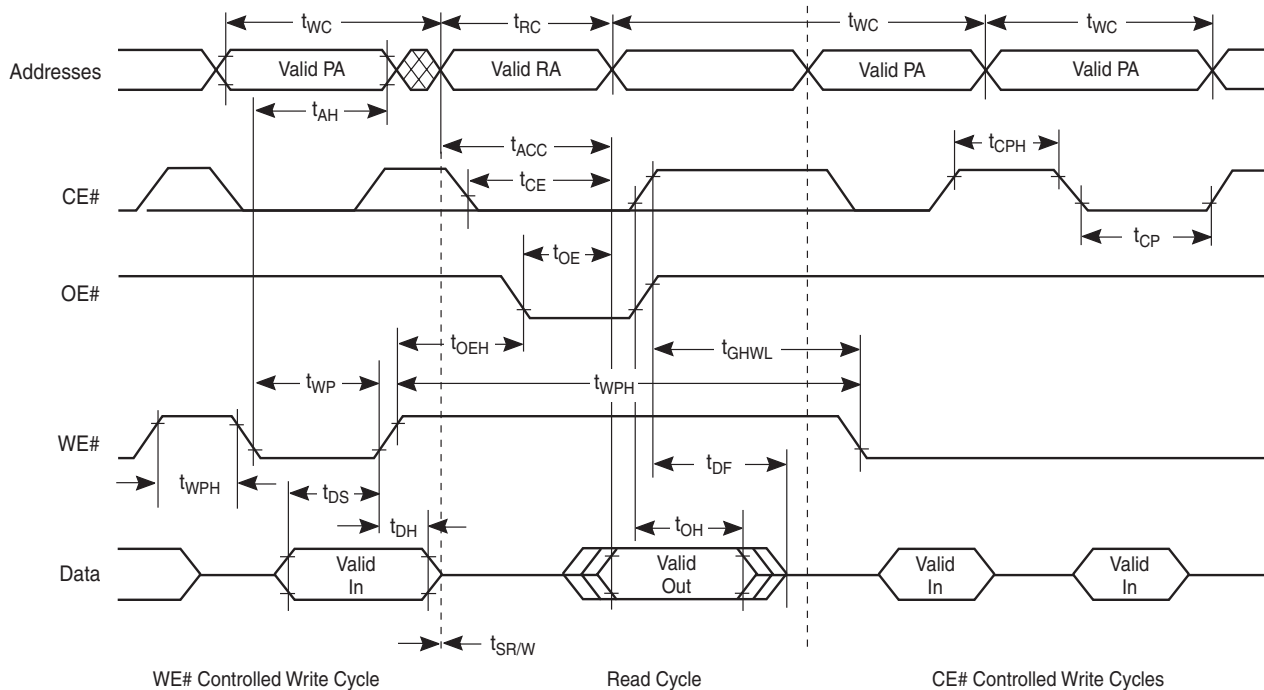 tWC tRC tWC tWC
Addresses Valid PA Valid RA Valid PA Valid PA
tAH
tACC tCPH
CE# tCE
tCP
tOE
OE#
tOEH tGHWL
tWP tWPH
WE#
tWPH tDS tDF
tDH tOH
Data Valid In Valid Out Valid In Valid In
tSR/W
WE# Controlled Write Cycle Read Cycle CE# Controlled Write Cycles